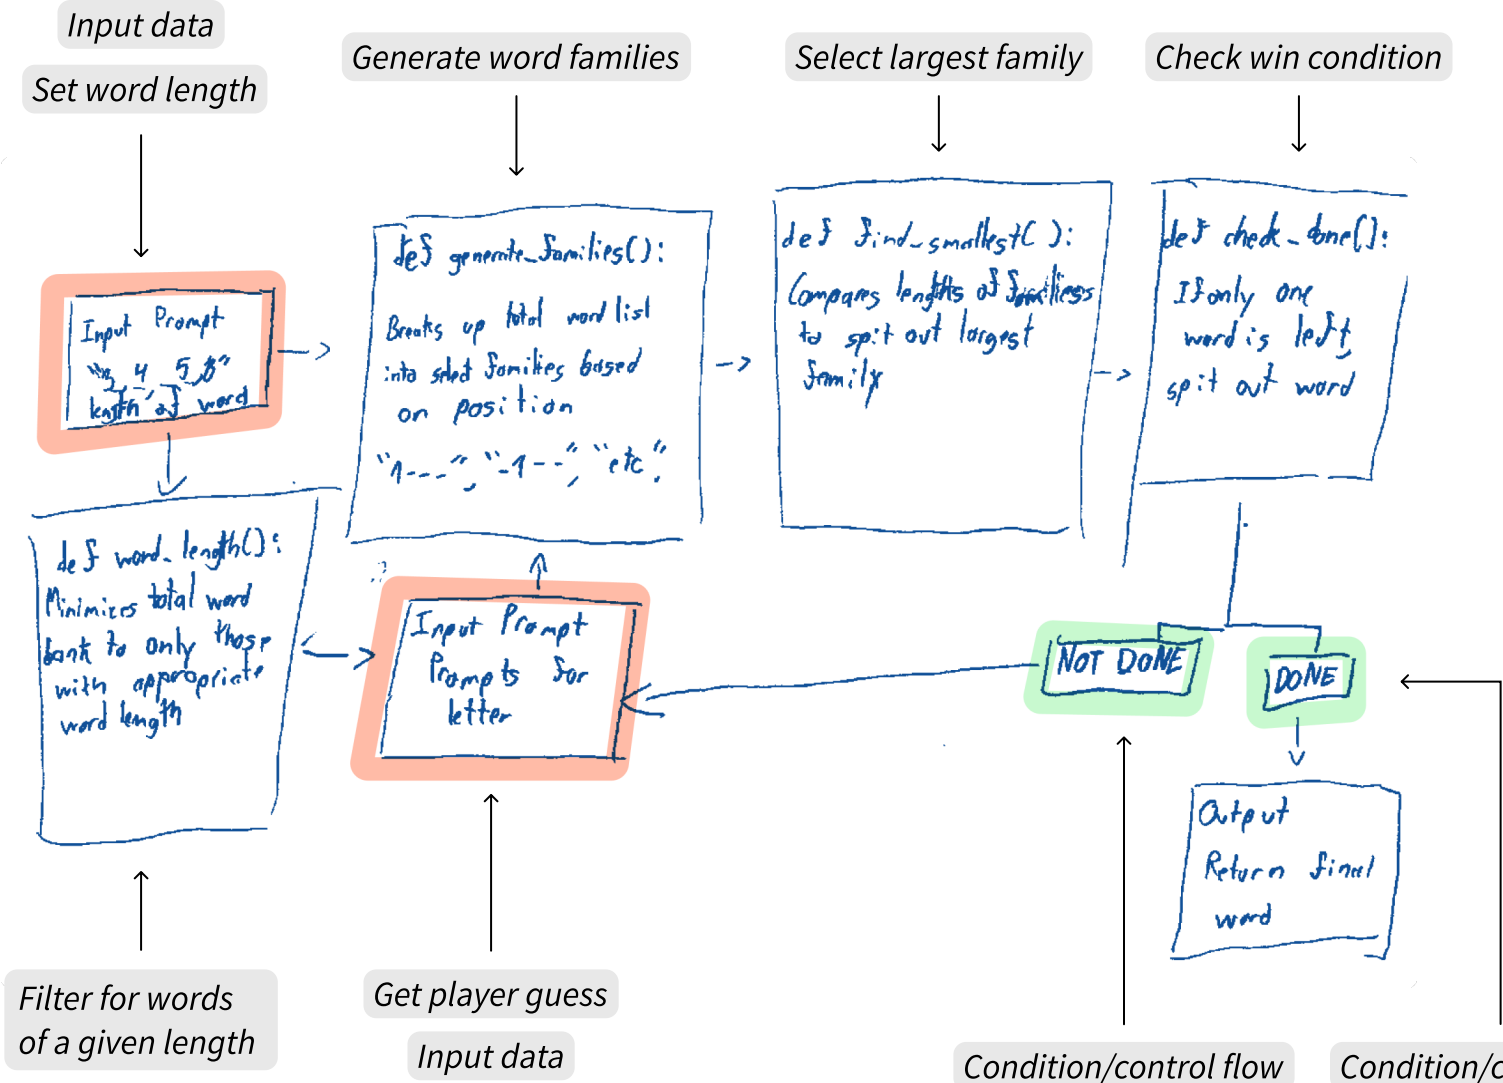 Input data
Set word length
Generate word families
Select largest family
Check win condition
Input Prompt
length of word
def generate_families():
Breaks up total word list
into select families based
on position
"1---", "-1--", "etc".
def find_smallest():
Compares lengths of families
to spit out largest
family
def check_done():
If only one
word is left,
spit out word
def word_length():
Minimizes total word
bank to only those
with appropriate
word length
Input Prompt
Prompts for
letter
NOT DONE
DONE
Output
Return final
word
Filter for words
of a given length
Get player guess
Input data
Condition/control flow
Condition/c